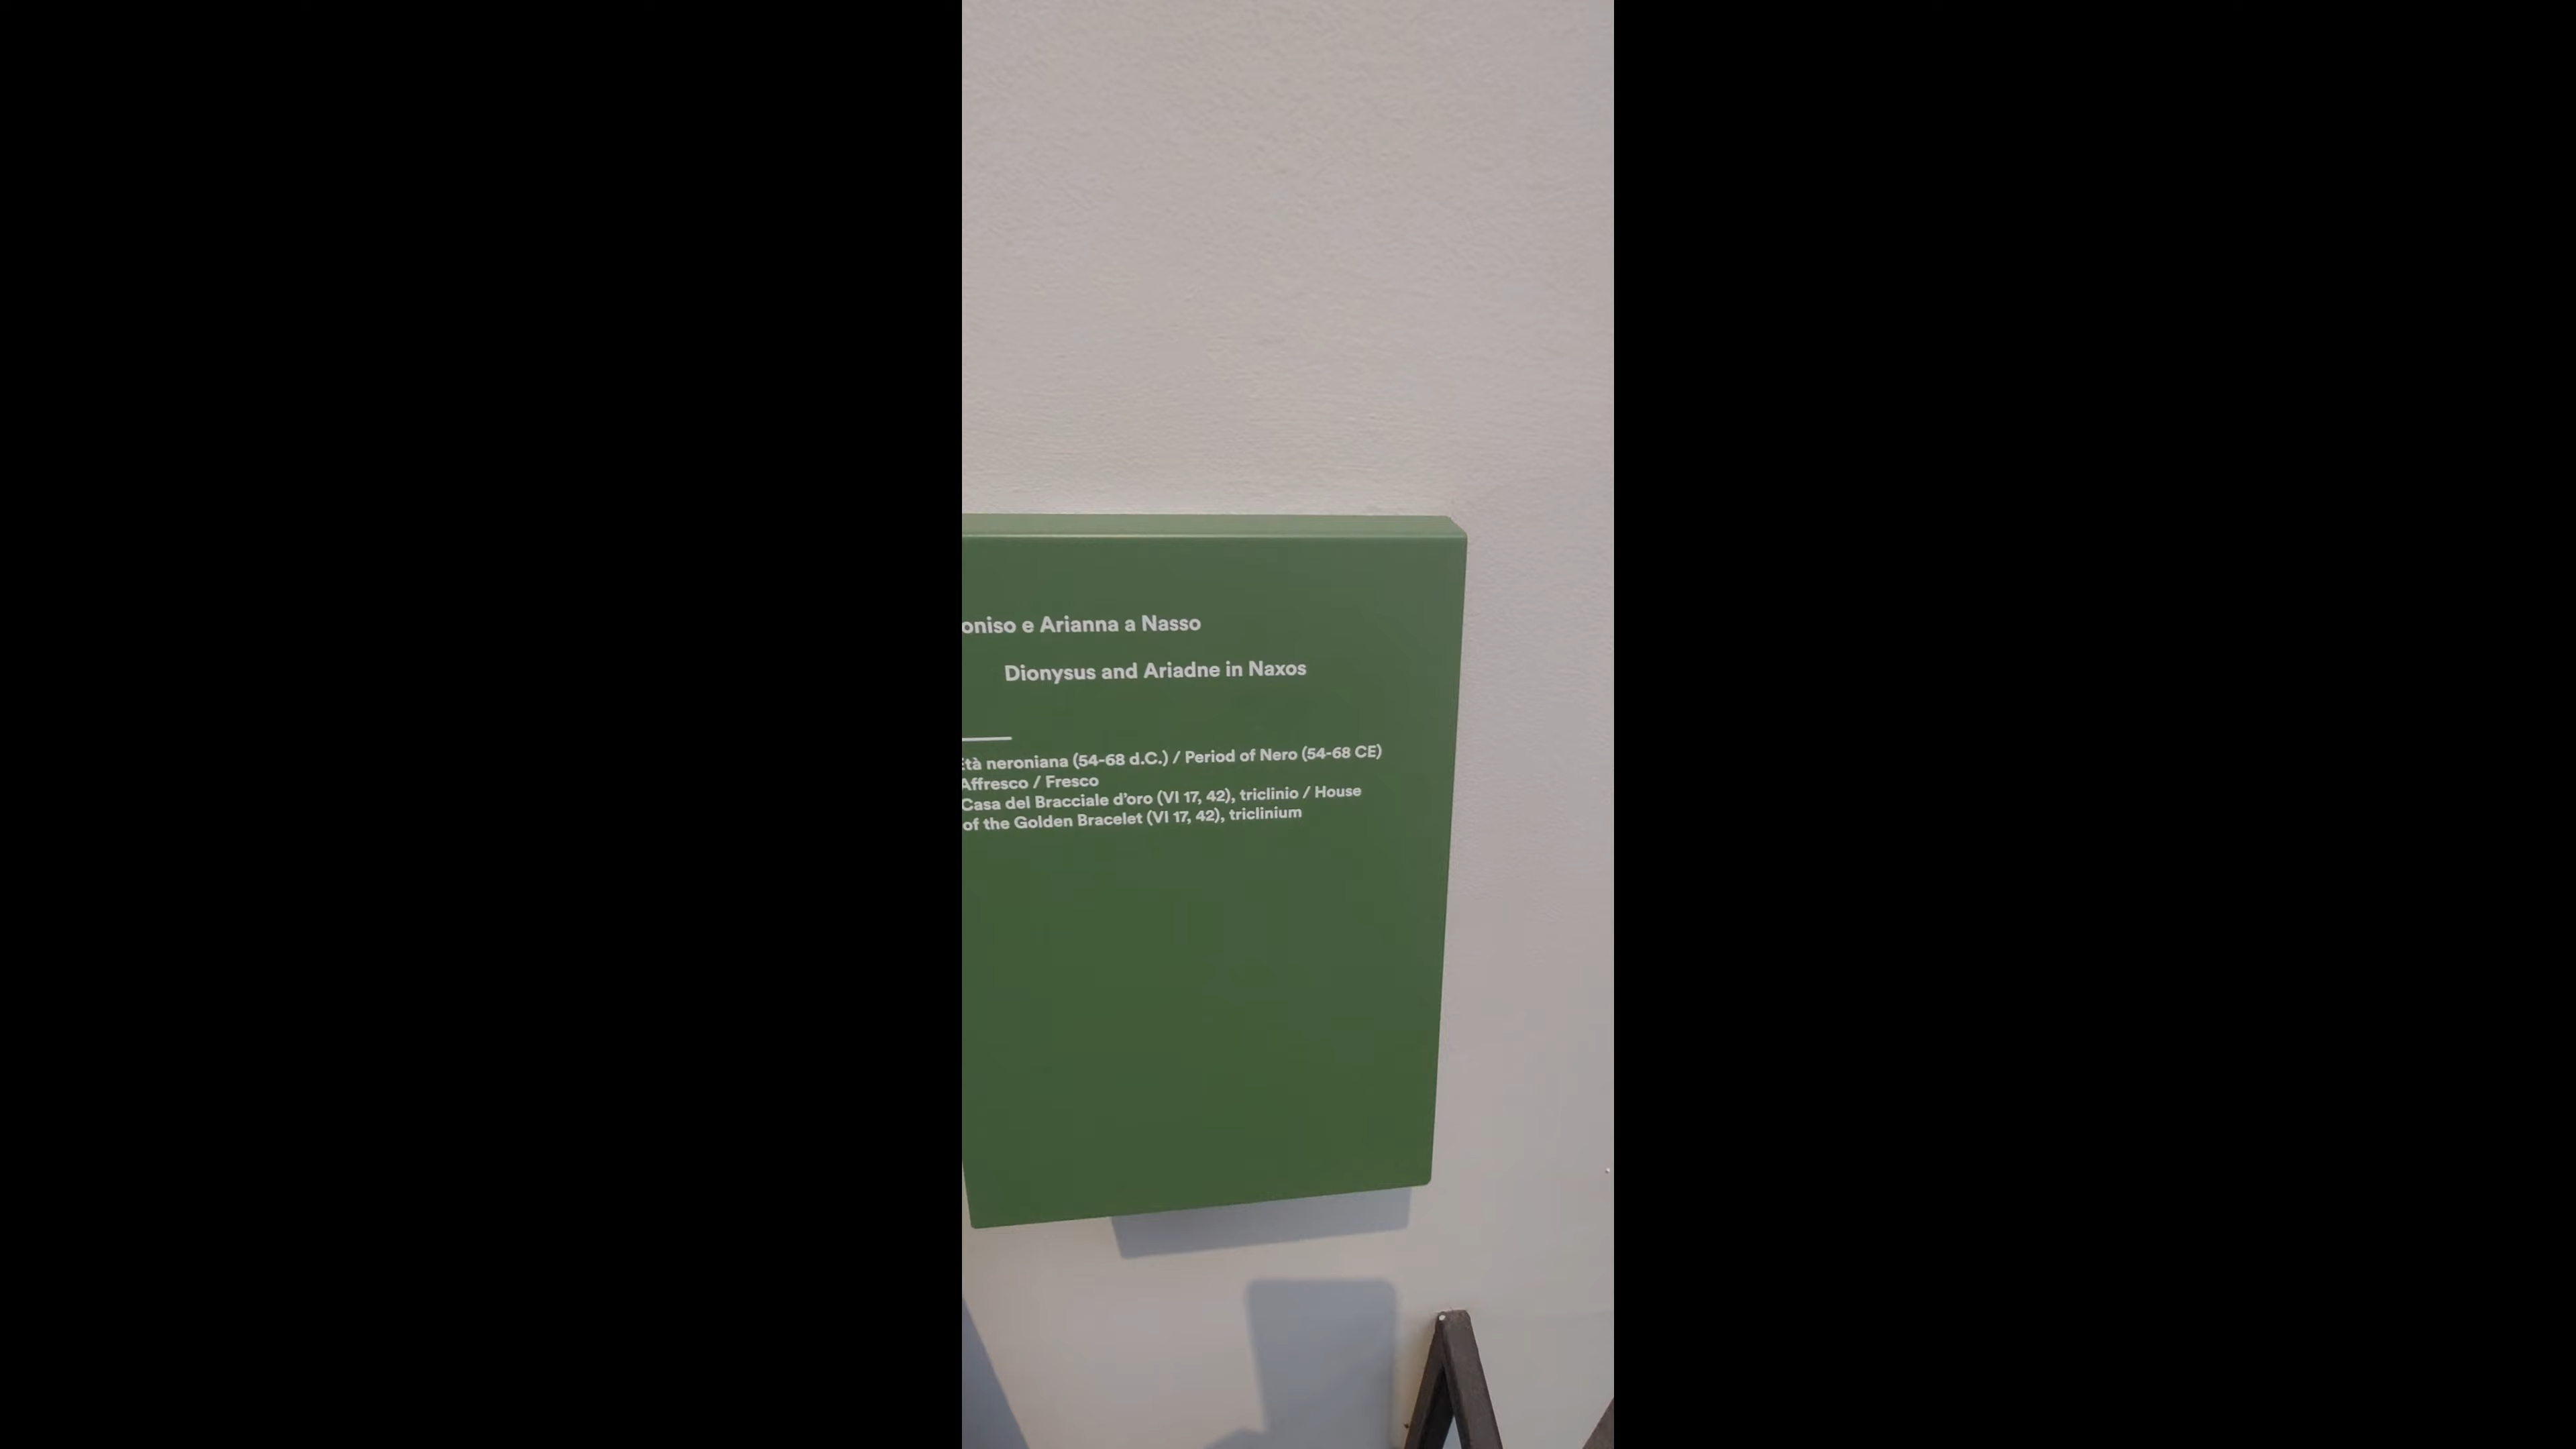 oniso e Arianna a Nasso
Dionysus and Ariadne in Naxos
Età neroniana (54-68 d.C.) / Period of Nero (54-68 CE)
Affresco / Fresco
Casa del Bracciale d'oro (VI 17, 42), triclinio / House
of the Golden Bracelet (VI 17, 42), triclinium